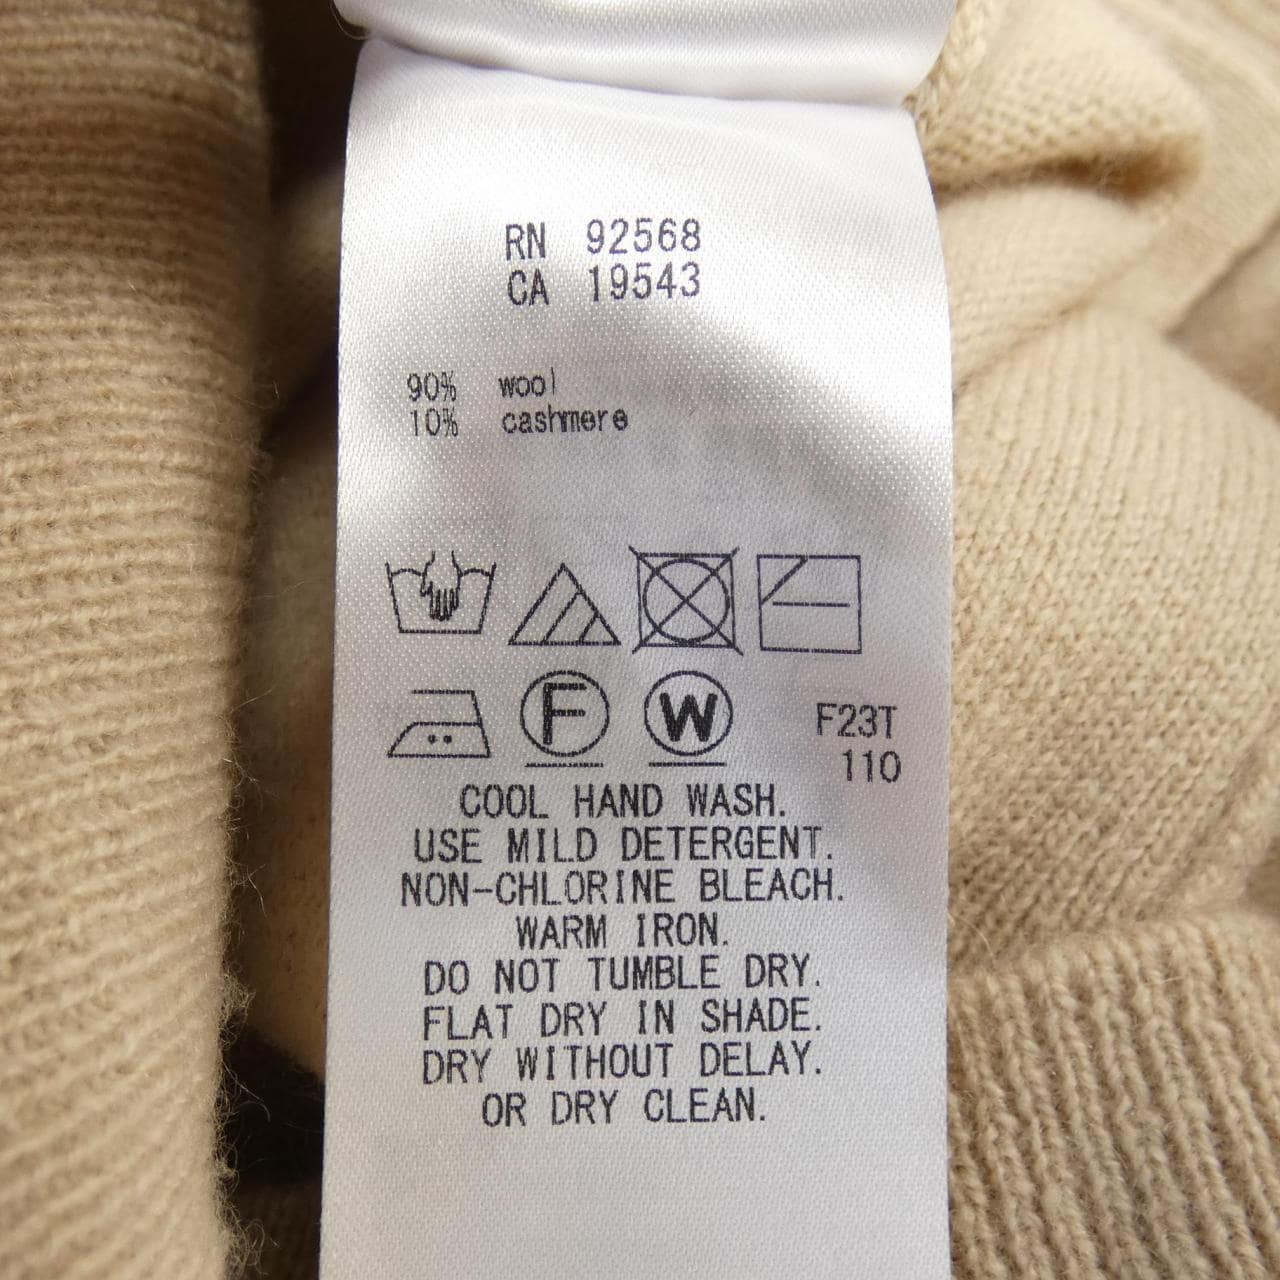 RN 92568
CA 19543
90% wool
10% cashmere
F
W
F23T
110
COOL HAND WASH.
USE MILD DETERGENT.
NON-CHLORINE BLEACH.
WARM IRON.
DO NOT TUMBLE DRY.
FLAT DRY IN SHADE.
DRY WITHOUT DELAY.
OR DRY CLEAN.